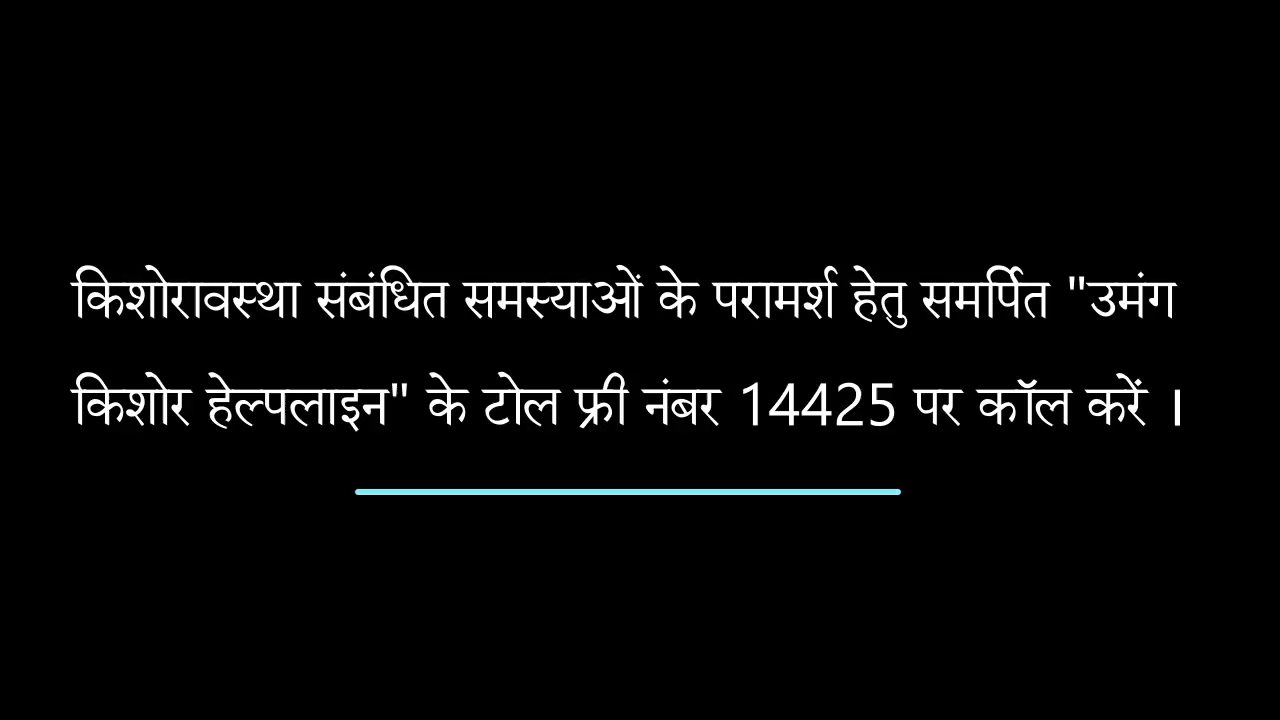 किशोरावस्था संबंधित समस्याओं के परामर्श हेतु समर्पित "उमंग
किशोर हेल्पलाइन" के टोल फ्री नंबर 14425 पर कॉल करें ।